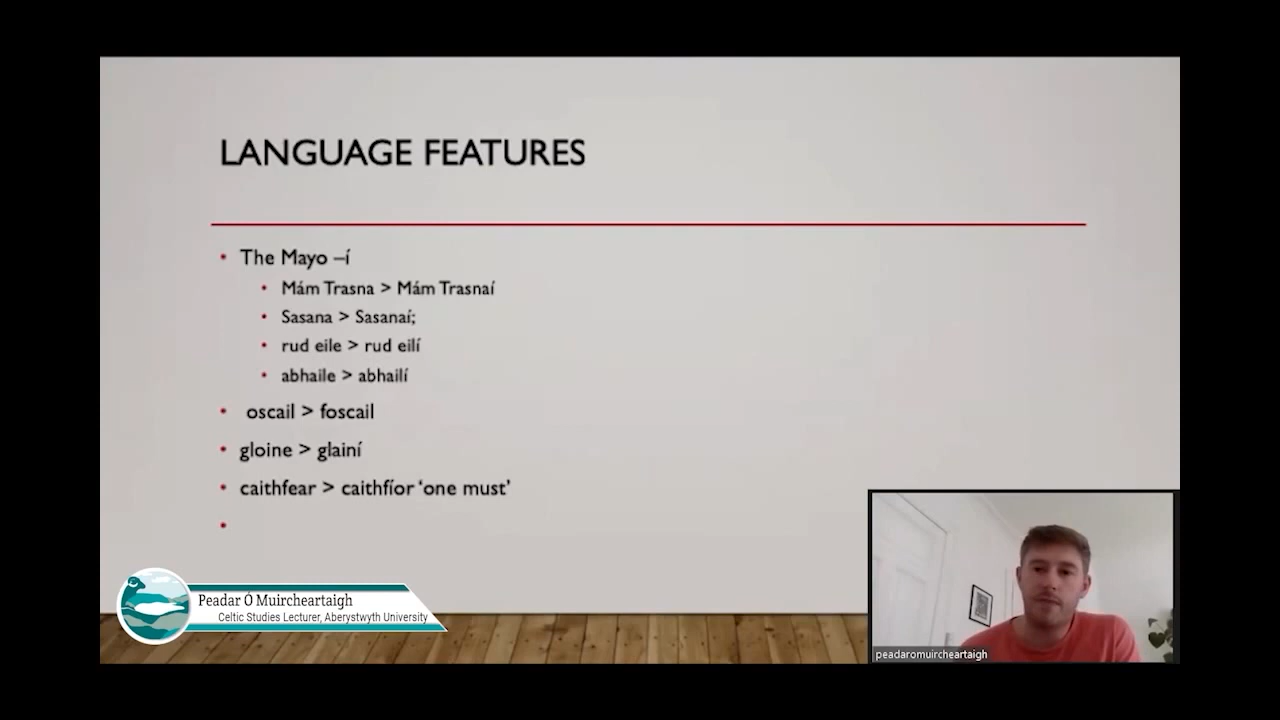 LANGUAGE FEATURES
• The Mayo –í
• Mám Trasna > Mám Trasnaí
• Sasana > Sasanaí;
• rud eile > rud eilí
• abhaile > abhailí
• oscail > foscail
• gloine > glainí
• caithfear > caithfíor ‘one must’
•
Peadar Ó Muircheartaigh
Celtic Studies Lecturer, Aberystwyth University
peadaromuircheartaigh